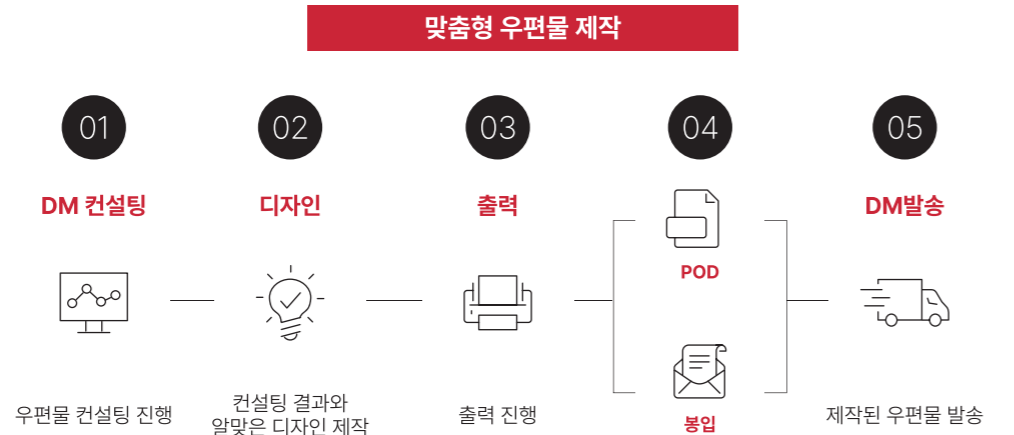 맞춤형 우편물 제작
01
02
03
04
05
DM 컨설팅
디자인
출력
DM발송
POD
우편물 컨설팅 진행
컨설팅 결과와
알맞은 디자인 제작
출력 진행
봉입
제작된 우편물 발송